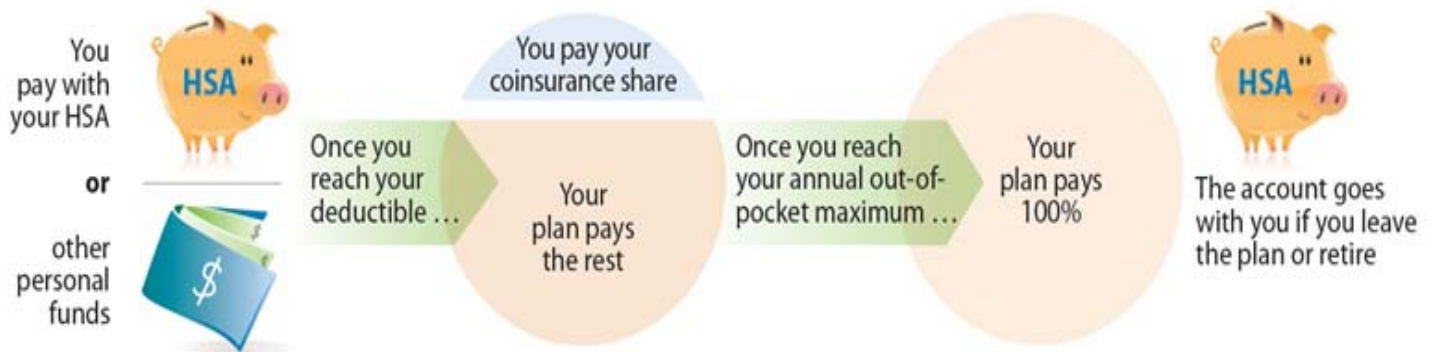 You
pay with
your HSA
HSA
or
other
personal
funds
$
$
Once you
reach your
deductible …
You pay your
coinsurance share
Your
plan pays
the rest
Once you reach
your annual out-of-
pocket maximum …
Your
plan pays
100%
HSA
The account goes
with you if you leave
the plan or retire